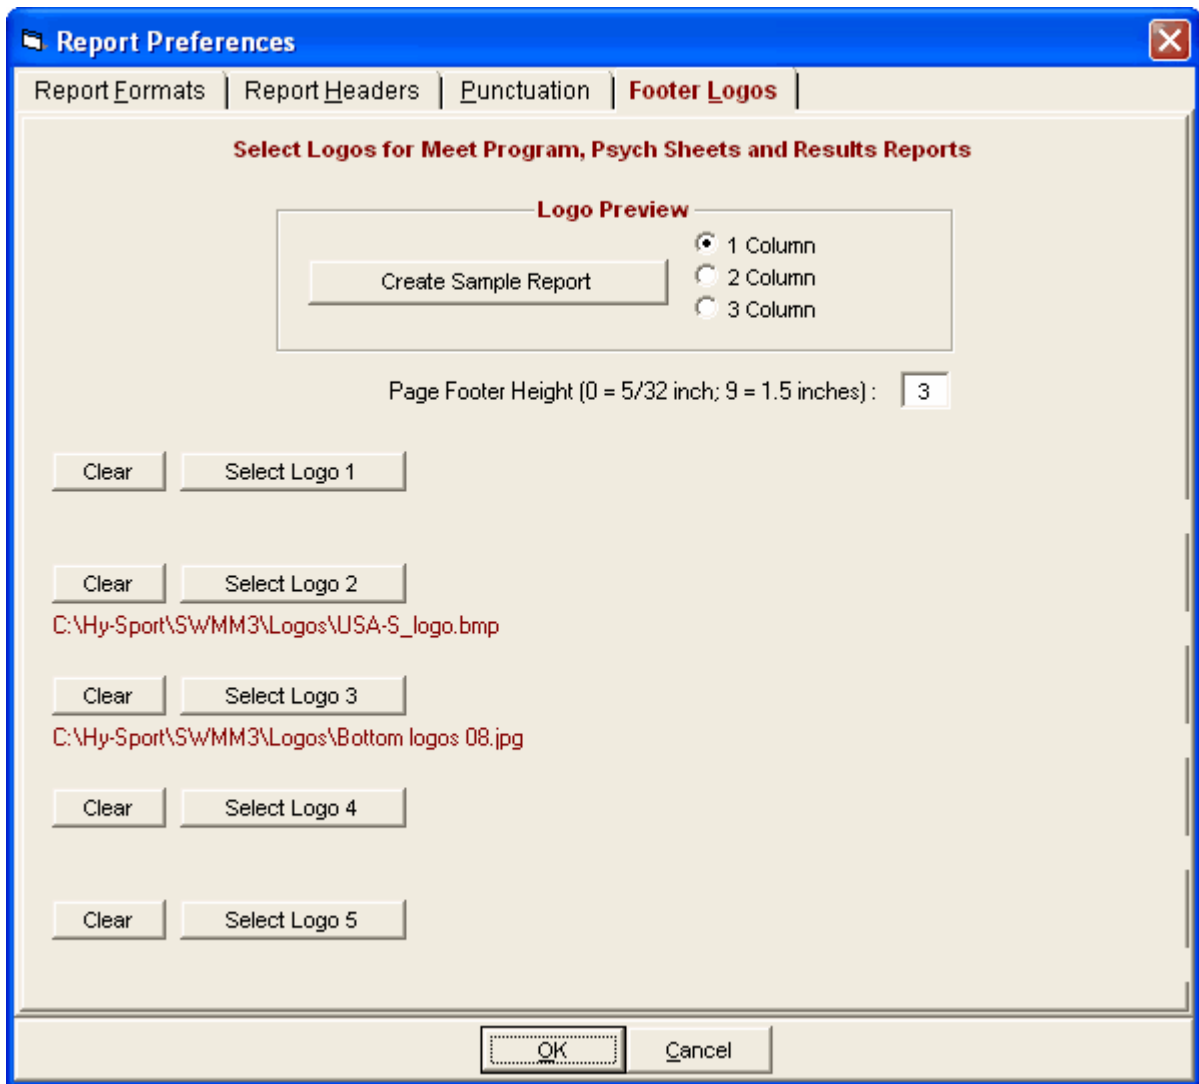 Report Preferences
Report Formats Report Headers Punctuation Footer Logos
Select Logos for Meet Program, Psych Sheets and Results Reports
Logo Preview
1 Column
Create Sample Report
2 Column
3 Column
Page Footer Height (0 = 5/32 inch; 9 = 1.5 inches) : 3
Clear Select Logo 1
Clear Select Logo 2
C:\Hy-Sport\SWMM3\Logos\USA-S_logo.bmp
Clear Select Logo 3
C:\Hy-Sport\SWMM3\Logos\Bottom logos 08.jpg
Clear Select Logo 4
Clear Select Logo 5
OK Cancel